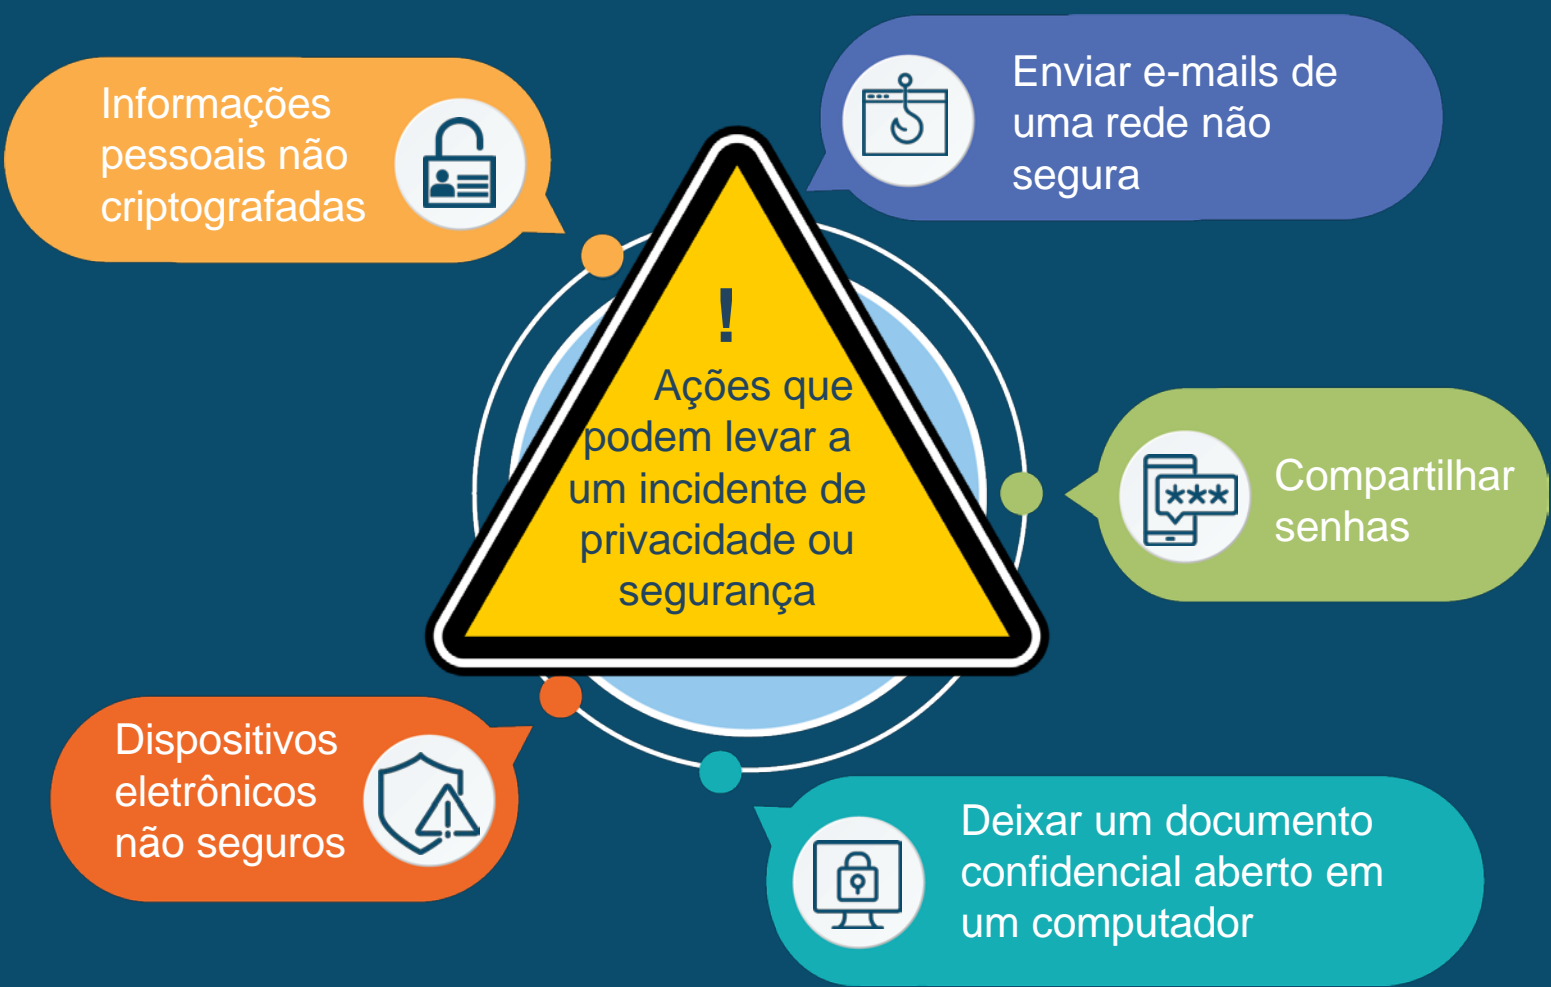 Informações
pessoais não
criptografadas
Enviar e-mails de
uma rede não
segura
!
Ações que
podem levar a
um incidente de
privacidade ou
segurança
Compartilhar
senhas
***
Dispositivos
eletrônicos
não seguros
Deixar um documento
confidencial aberto em
um computador